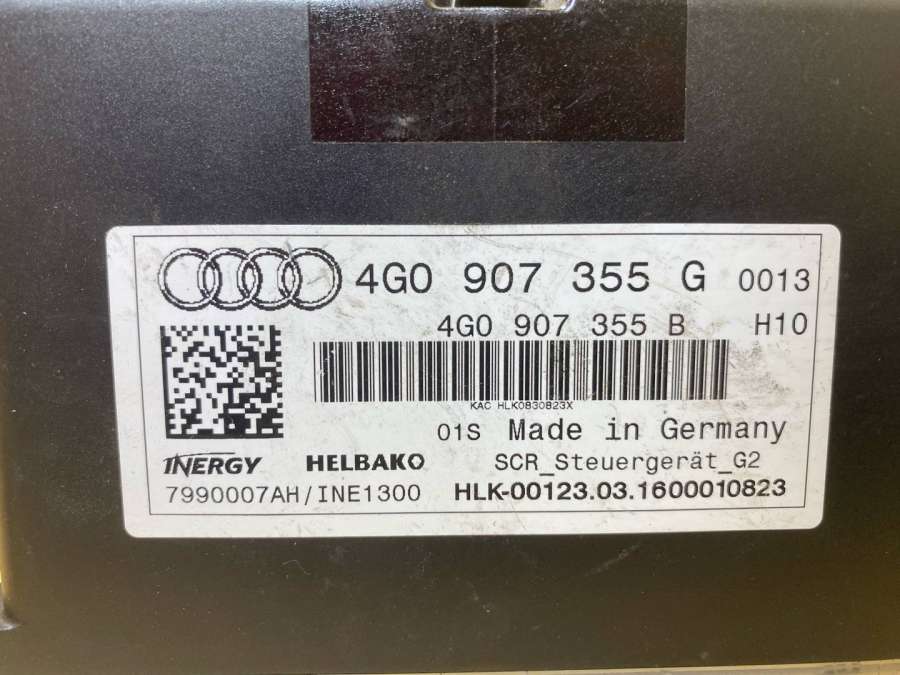 4G0 907 355 G 0013
4G0 907 355 B H10
KAC HLK0830823X
01S Made in Germany
INERGY HELBAKO SCR_Steuergerät_G2
7990007AH/INE1300 HLK-00123.03.1600010823